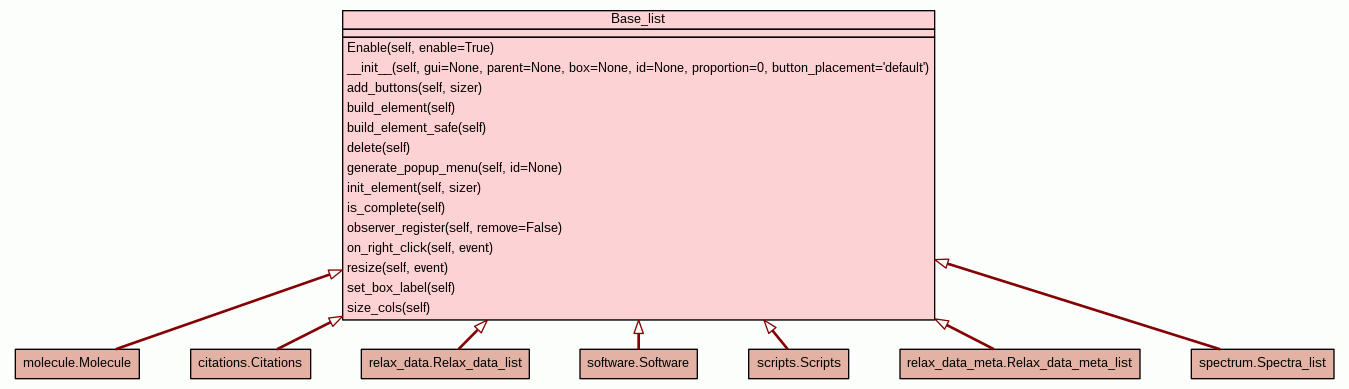 Base_list
Enable(self, enable=True)
__init__(self, gui=None, parent=None, box=None, id=None, proportion=0, button_placement='default')
add_buttons(self, sizer)
build_element(self)
build_element_safe(self)
delete(self)
generate_popup_menu(self, id=None)
init_element(self, sizer)
is_complete(self)
observer_register(self, remove=False)
on_right_click(self, event)
resize(self, event)
set_box_label(self)
size_cols(self)
molecule.Molecule
citations.Citations
relax_data.Relax_data_list
software.Software
scripts.Scripts
relax_data_meta.Relax_data_meta_list
spectrum.Spectra_list